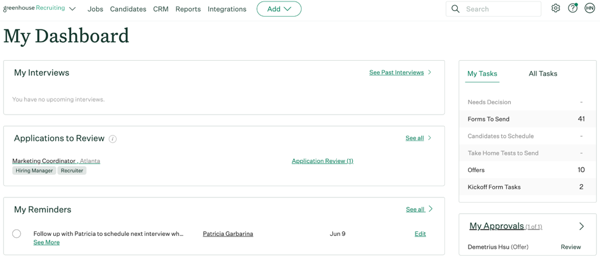 greenhouse Recruiting
Jobs Candidates CRM Reports Integrations Add Search HN
My Dashboard
My Interviews See Past Interviews
You have no upcoming interviews.
Applications to Review See all
Marketing Coordinator , Atlanta Application Review (1)
Hiring Manager Recruiter
My Reminders See all
Follow up with Patricia to schedule next interview wh... Patricia Garbarina Jun 9 Edit
See More
My Tasks All Tasks
Needs Decision -
Forms To Send 41
Candidates to Schedule -
Take Home Tests to Send -
Offers 10
Kickoff Form Tasks 2
My Approvals (1 of 1)
Demetrius Hsu (Offer) Review